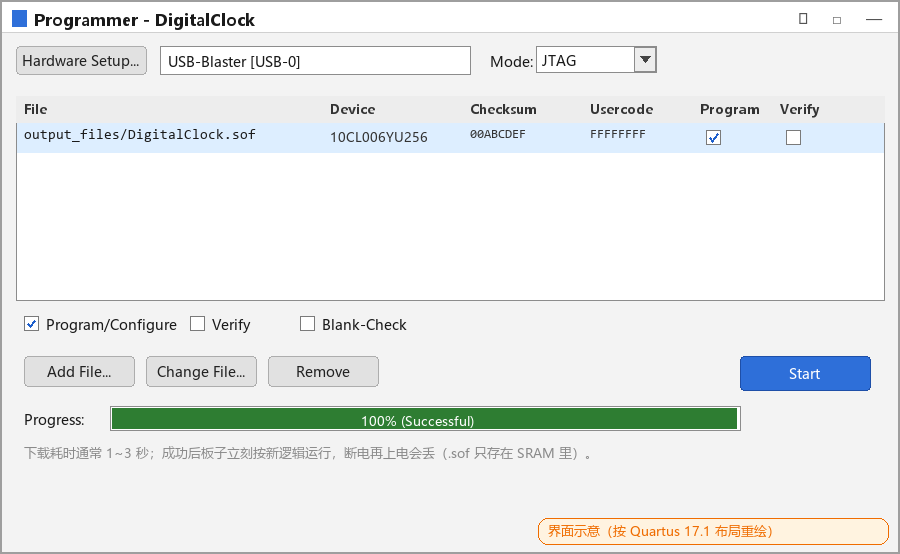 Programmer - DigitalClock
Hardware Setup... USB-Blaster [USB-0] Mode: JTAG
File Device Checksum Usercode Program Verify
output_files/DigitalClock.sof 10CL006YU256 00ABCDEF FFFFFFFF
Program/Configure Verify Blank-Check
Add File... Change File... Remove Start
Progress: 100% (Successful)
下载耗时通常 1~3 秒；成功后板子立刻按新逻辑运行，断电再上电会丢（.sof 只存在 SRAM 里）。
界面示意（按 Quartus 17.1 布局重绘）